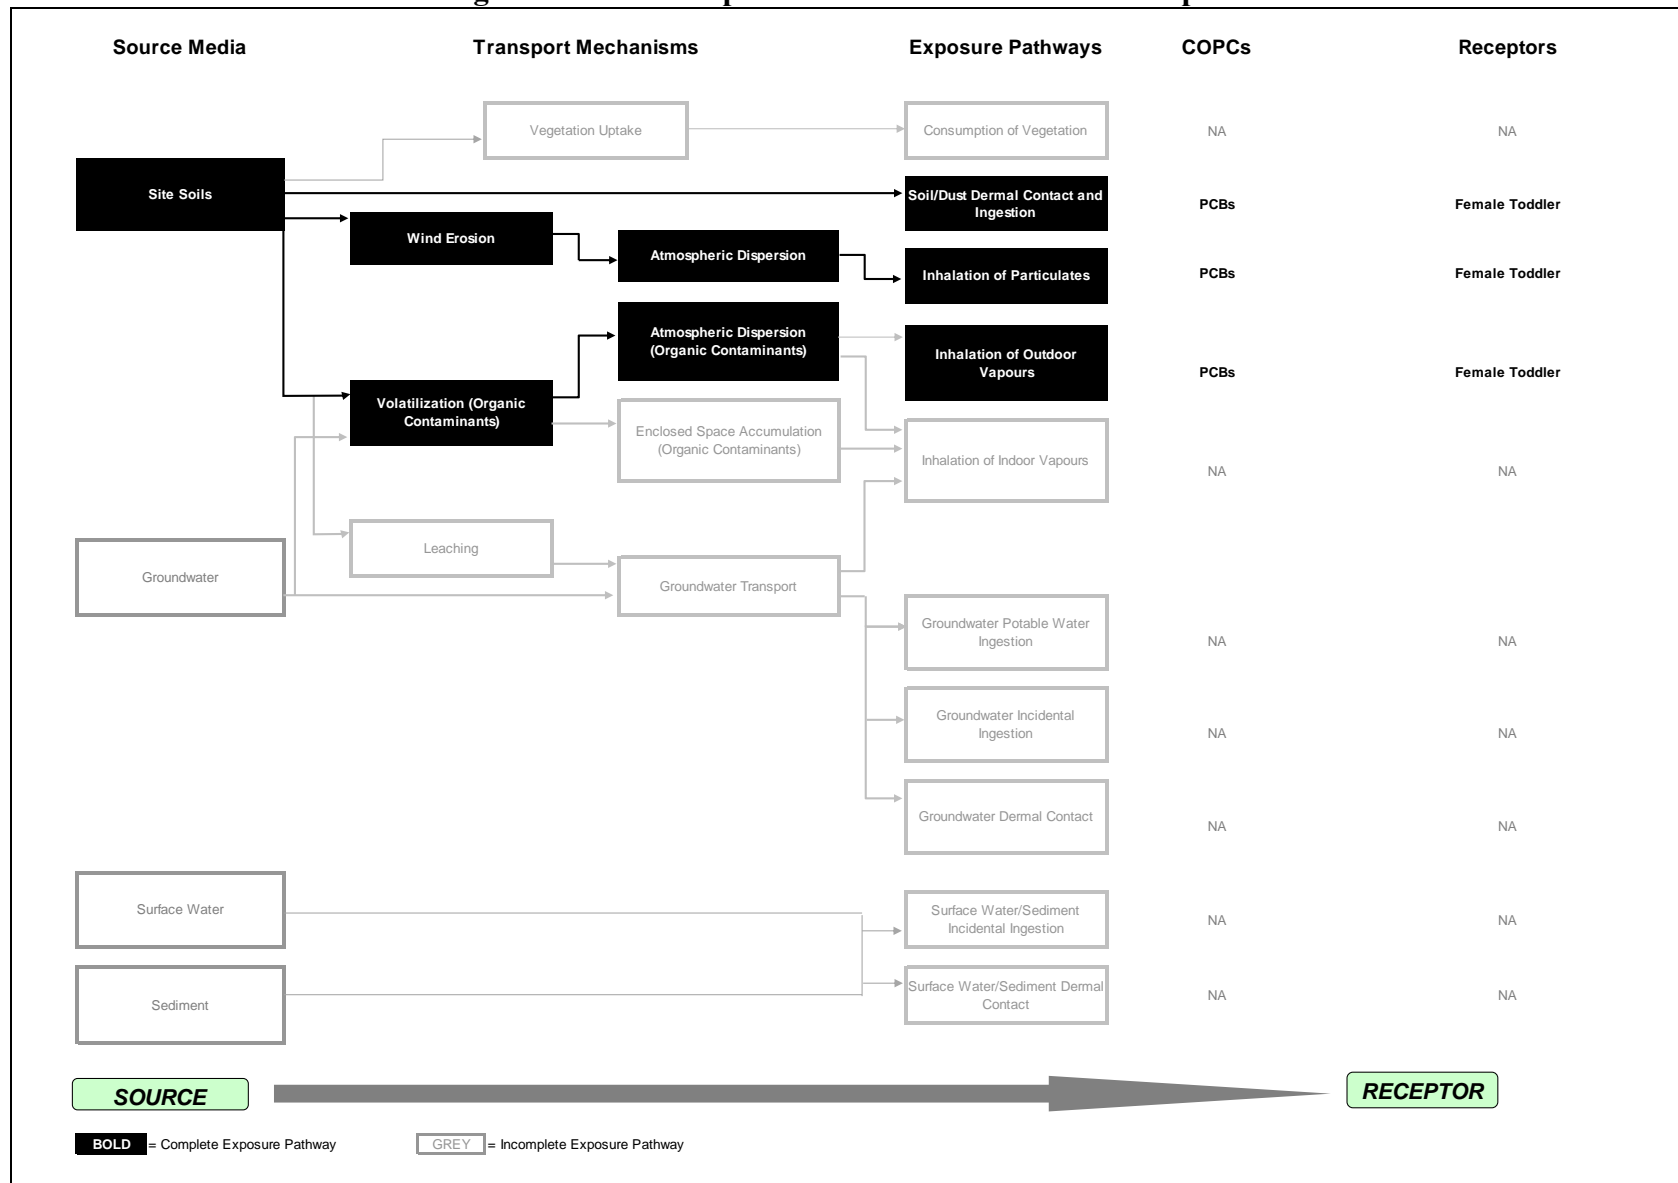 Source Media
Transport Mechanisms
Exposure Pathways
COPCs
Receptors
Vegetation Uptake
Consumption of Vegetation
NA
NA
Site Soils
Soil/Dust Dermal Contact and
Ingestion
PCBs
Female Toddler
Wind Erosion
Atmospheric Dispersion
Inhalation of Particulates
PCBs
Female Toddler
Atmospheric Dispersion
(Organic Contaminants)
Inhalation of Outdoor
Vapours
PCBs
Female Toddler
Volatilization (Organic
Contaminants)
Enclosed Space Accumulation
(Organic Contaminants)
Inhalation of Indoor Vapours
NA
NA
Leaching
Groundwater
Groundwater Transport
Groundwater Potable Water
Ingestion
NA
NA
Groundwater Incidental
Ingestion
NA
NA
Groundwater Dermal Contact
NA
NA
Surface Water
Surface Water/Sediment
Incidental Ingestion
NA
NA
Sediment
Surface Water/Sediment Dermal
Contact
NA
NA
SOURCE
RECEPTOR
BOLD = Complete Exposure Pathway
GREY = Incomplete Exposure Pathway